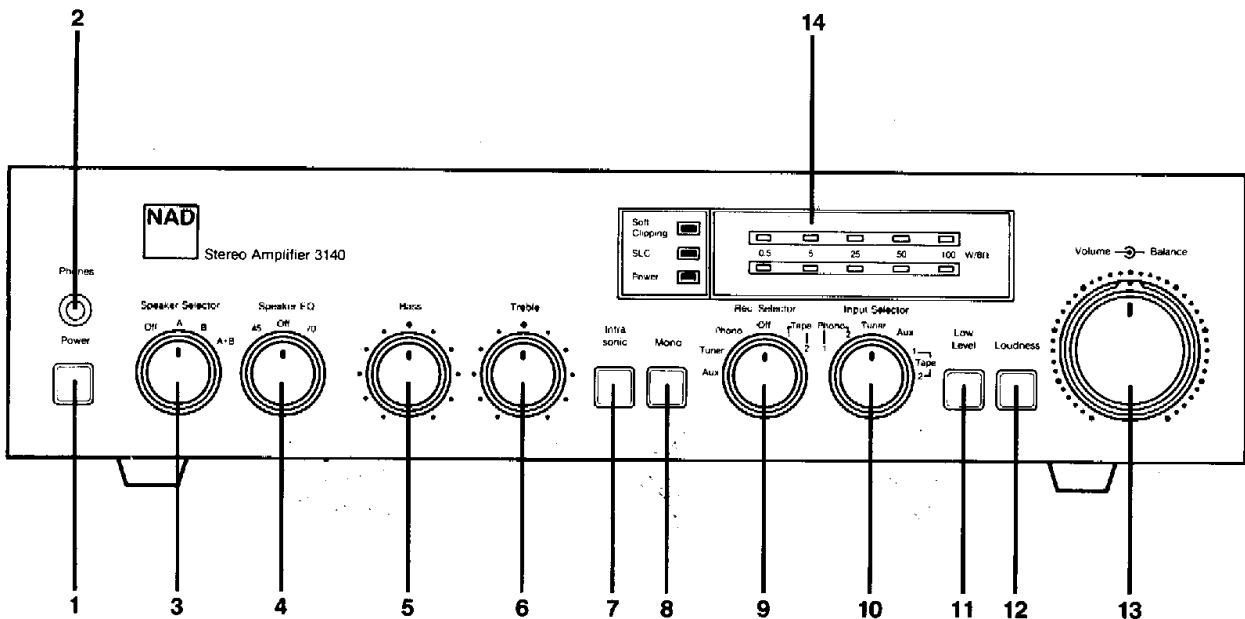 2
14
NAD
Stereo Amplifier 3140
Soft
Clipping
SLC
Power
0.5 5 25 50 100 W/8Ω
Volume Balance
Phones
Power
Speaker Selector
Off A B A+B
Speaker EQ
45 Off 70
Bass
Treble
Infra
sonic
Mono
Rec Selector
Phono Off Tape
1
2
Tuner
Aux
Input Selector
Phono 2 Tuner Aux
1
1
Tape
2
Low
Level
Loudness
1 3 4 5 6 7 8 9 10 11 12 13